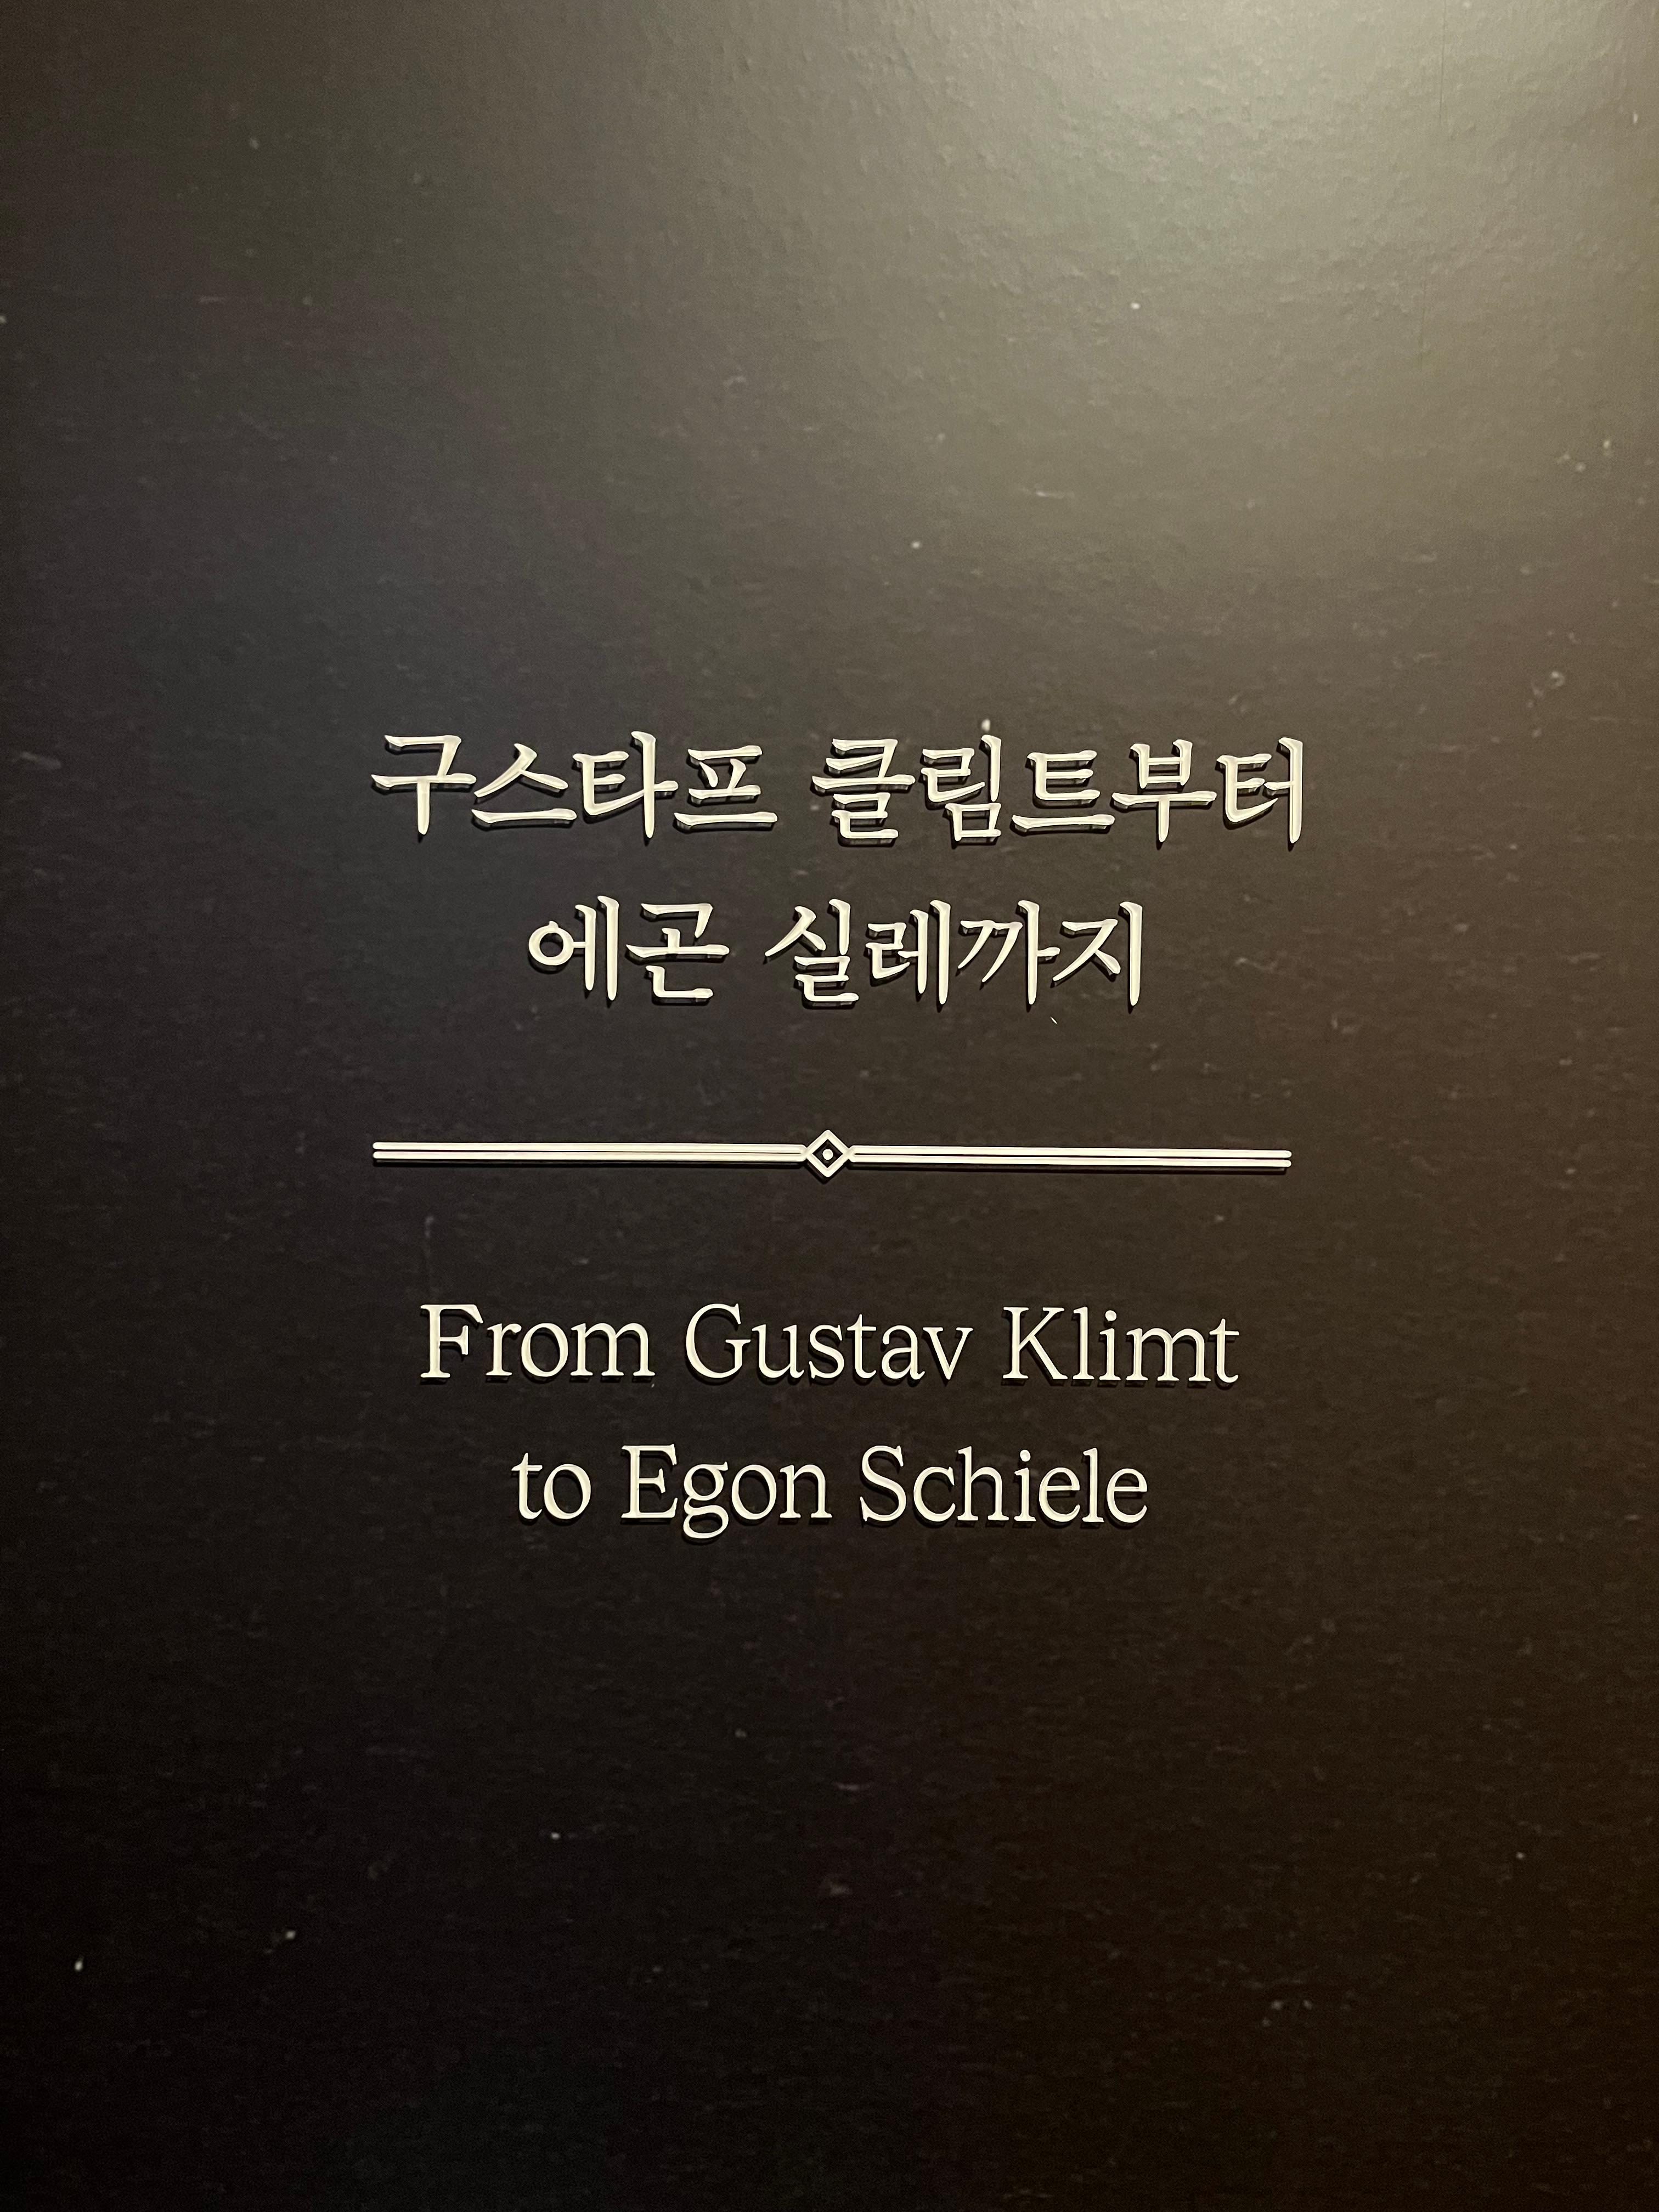 구스타프 클림트부터
에곤 실레까지
From Gustav Klimt
to Egon Schiele